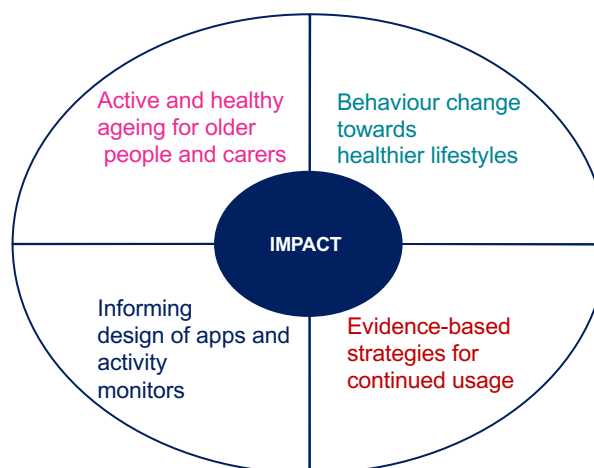 Active and healthy
ageing for older
people and carers
Behaviour change
towards
healthier lifestyles
IMPACT
Informing
design of apps and
activity
monitors
Evidence-based
strategies for
continued usage